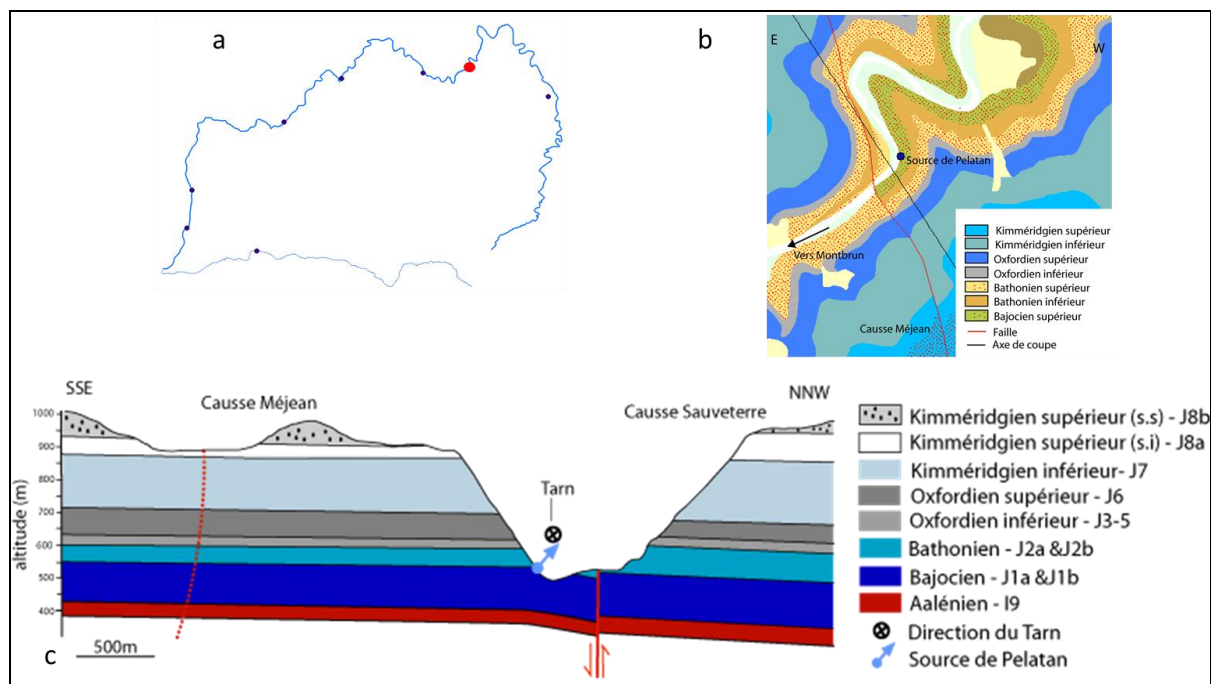 a
b
E
W
Source de Pelatan
Vers Montbrun
Causse Méjean
Kimméridgien supérieur
Kimméridgien inférieur
Oxfordien supérieur
Oxfordien inférieur
Bathonien supérieur
Bathonien inférieur
Bajocien supérieur
Faille
Axe de coupe
SSE
NNW
Causse Méjean
Causse Sauveterre
Tarn
altitude (m)
1000
900
800
700
600
500
400
500m
c
Kimméridgien supérieur (s.s) - J8b
Kimméridgien supérieur (s.i) - J8a
Kimméridgien inférieur- J7
Oxfordien supérieur - J6
Oxfordien inférieur - J3-5
Bathonien - J2a &J2b
Bajocien - J1a &J1b
Aalénien - I9
Direction du Tarn
Source de Pelatan